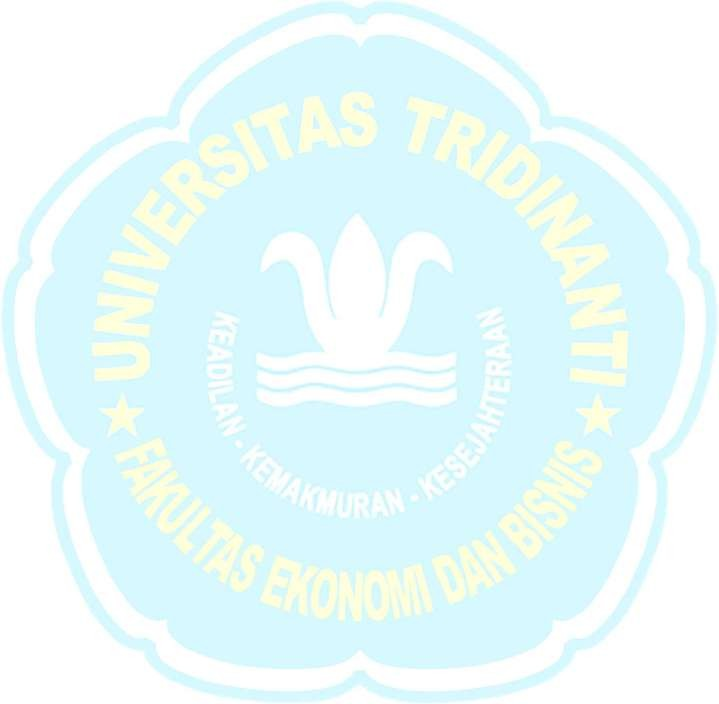 UNIVERSITAS TRIDINANTI
KEADILAN - KEMAKMURAN - KESEJAHTERAAN
FAKULTAS EKONOMI DAN BISNIS